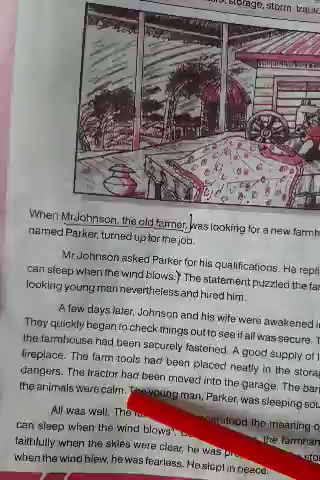 storage, storm
When Mr Johnson, the old farmer, was looking for a new farmh
named Parker, turned up for the job.
Mr Johnson asked Parker for his qualifications. He repli
can sleep when the wind blows.' The statement puzzled the far
looking young man nevertheless and hired him.
A few days later, Johnson and his wife were awakened i
They quickly began to check things out to see if all was secure. T
the farmhouse had been securely fastened. A good supply of l
fireplace. The farm tools had been placed neatly in the storag
dangers. The tractor had been moved into the garage. The bar
the animals were calm. The young man, Parker, was sleeping sou
All was well. The meaning o
can sleep when the wind blows'. the farmhan
faithfully when the skies were clear, he was
when the wind blew, he was fearless. He slept in peace.